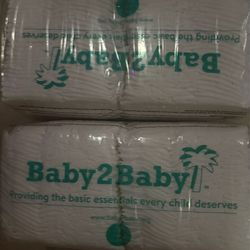 Providing the basic essentials every child deserves
Baby2Baby
Baby2Baby
Providing the basic essentials every child deserves